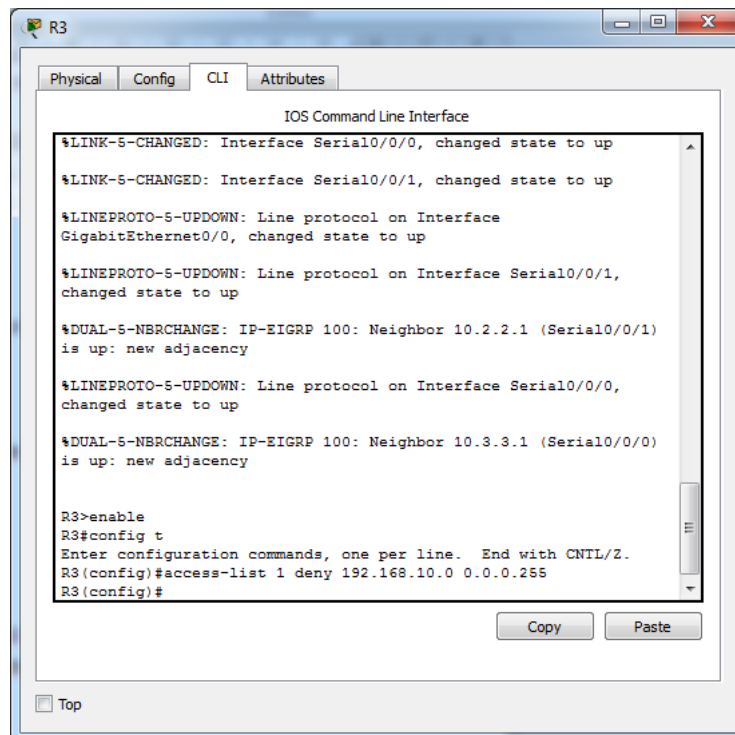 R3
Physical Config CLI Attributes
IOS Command Line Interface
%LINK-5-CHANGED: Interface Serial0/0/0, changed state to up
%LINK-5-CHANGED: Interface Serial0/0/1, changed state to up
%LINEPROTO-5-UPDOWN: Line protocol on Interface
GigabitEthernet0/0, changed state to up
%LINEPROTO-5-UPDOWN: Line protocol on Interface Serial0/0/1,
changed state to up
%DUAL-5-NBRCHANGE: IP-EIGRP 100: Neighbor 10.2.2.1 (Serial0/0/1)
is up: new adjacency
%LINEPROTO-5-UPDOWN: Line protocol on Interface Serial0/0/0,
changed state to up
%DUAL-5-NBRCHANGE: IP-EIGRP 100: Neighbor 10.3.3.1 (Serial0/0/0)
is up: new adjacency
R3>enable
R3#config t
Enter configuration commands, one per line.  End with CNTL/Z.
R3(config)#access-list 1 deny 192.168.10.0 0.0.0.255
R3(config)#
Copy Paste
Top